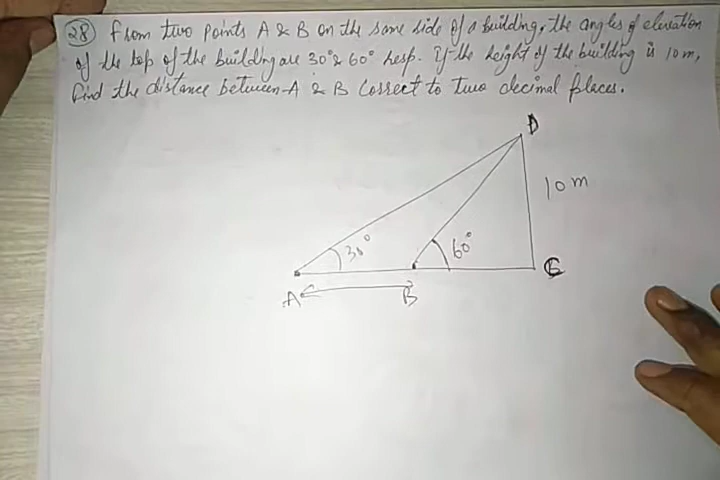 28 From two points A & B on the same side of a building, the angles of elevation
of the top of the building are 30° & 60° resp. If the height of the building is 10m,
find the distance between A & B correct to two decimal places.
D
10 m
30°
60°
C
A
B